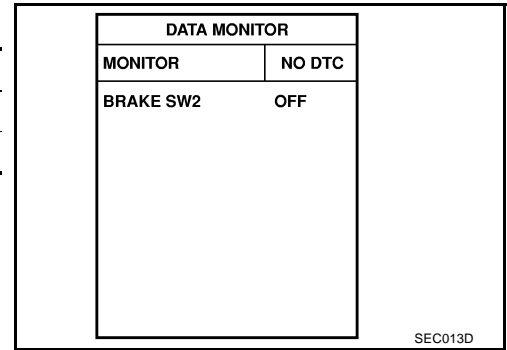 DATA MONITOR
MONITOR NO DTC
BRAKE SW2 OFF
SEC013D